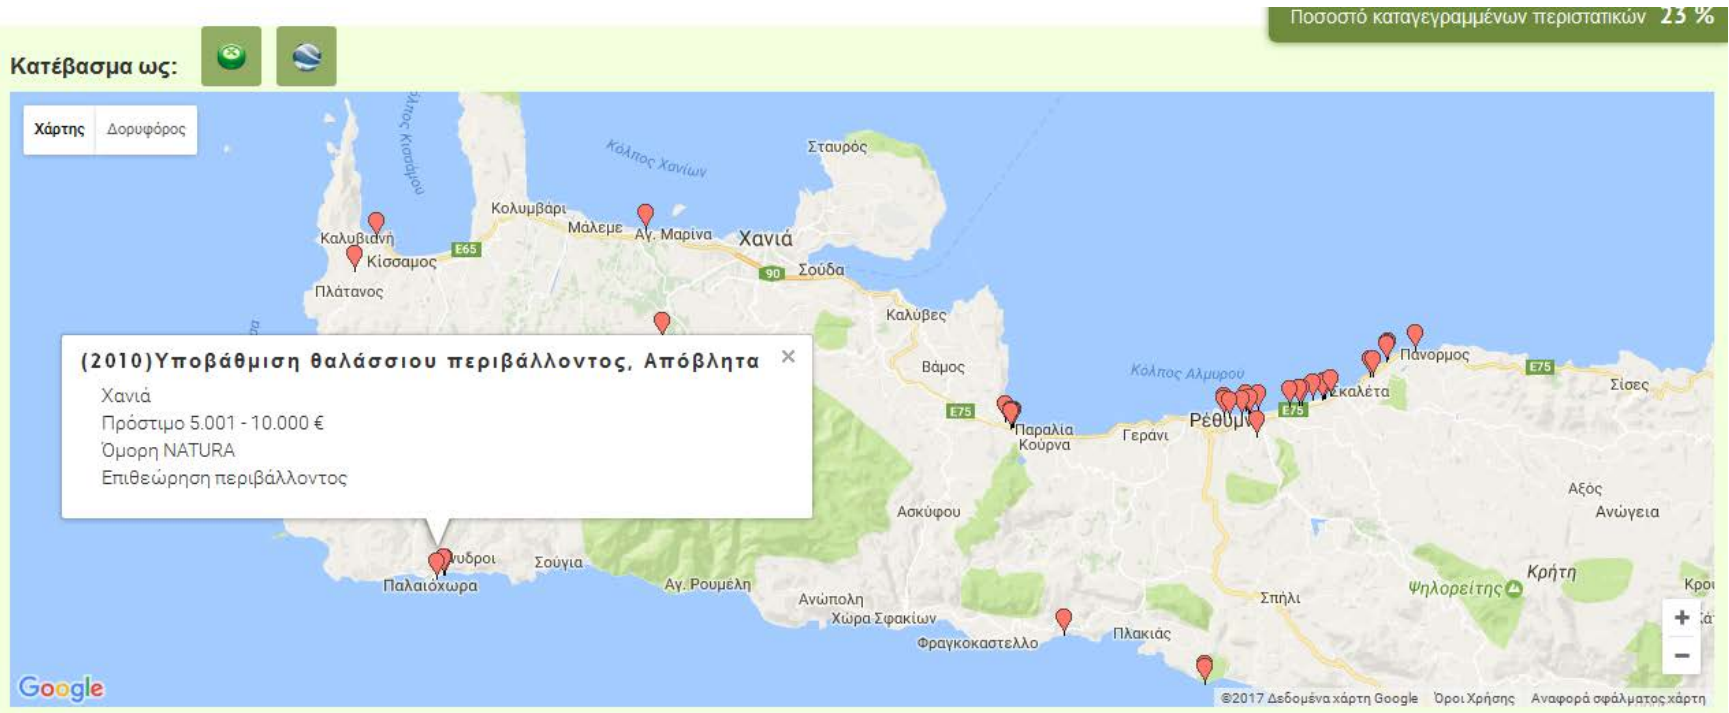 Ποσοστό καταγεγραμμένων περιστατικών 23 %
Κατέβασμα ως:
Χάρτης Δορυφόρος
Κόλπος Χανίων
Σταυρός
Κολυμβάρι
Μάλεμε
Αγ. Μαρίνα
Χανιά
Καλυβιανή
E65
Κίσσαμος
90
Σούδα
Πλάτανος
Καλύβες
(2010)Υποβάθμιση θαλάσσιου περιβάλλοντος, Απόβλητα ×
Χανιά
Πρόστιμο 5.001 - 10.000 €
Όμορη NATURA
Επιθεώρηση περιβάλλοντος
Βάμος
Κόλπος Αλμυρού
Πάνορμος
E75
Σίσες
Σκαλέτα
E75
E75
Παραλία
Κούρνα
Γεράνι
Αξός
Ανώγεια
Ασκύφου
Σούγια
Παλαιόχωρα
Αγ. Ρουμέλη
Ανώπολη
Χώρα Σφακίων
Φραγκοκαστέλλο
Πλακιάς
Σπήλι
Ψηλορείτης
Κρήτη
+
−
Google
©2017 Δεδομένα χάρτη Google Όροι Χρήσης Αναφορά σφάλματος χάρτη